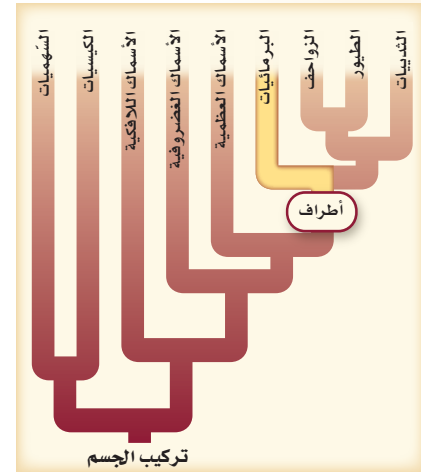 الثدييات
الطيور
الزواحف
البرمائيات
الأسماك العظمية
الأسماك الغضروفية
الأسماك اللافكية
الكيسيات
السهميات
أطراف
تركيب الجسم